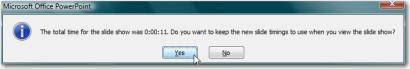 Microsoft Office PowerPoint
The total time for the slide show was 0:00:11. Do you want to keep the new slide timings to use when you view the slide show?
Yes
No